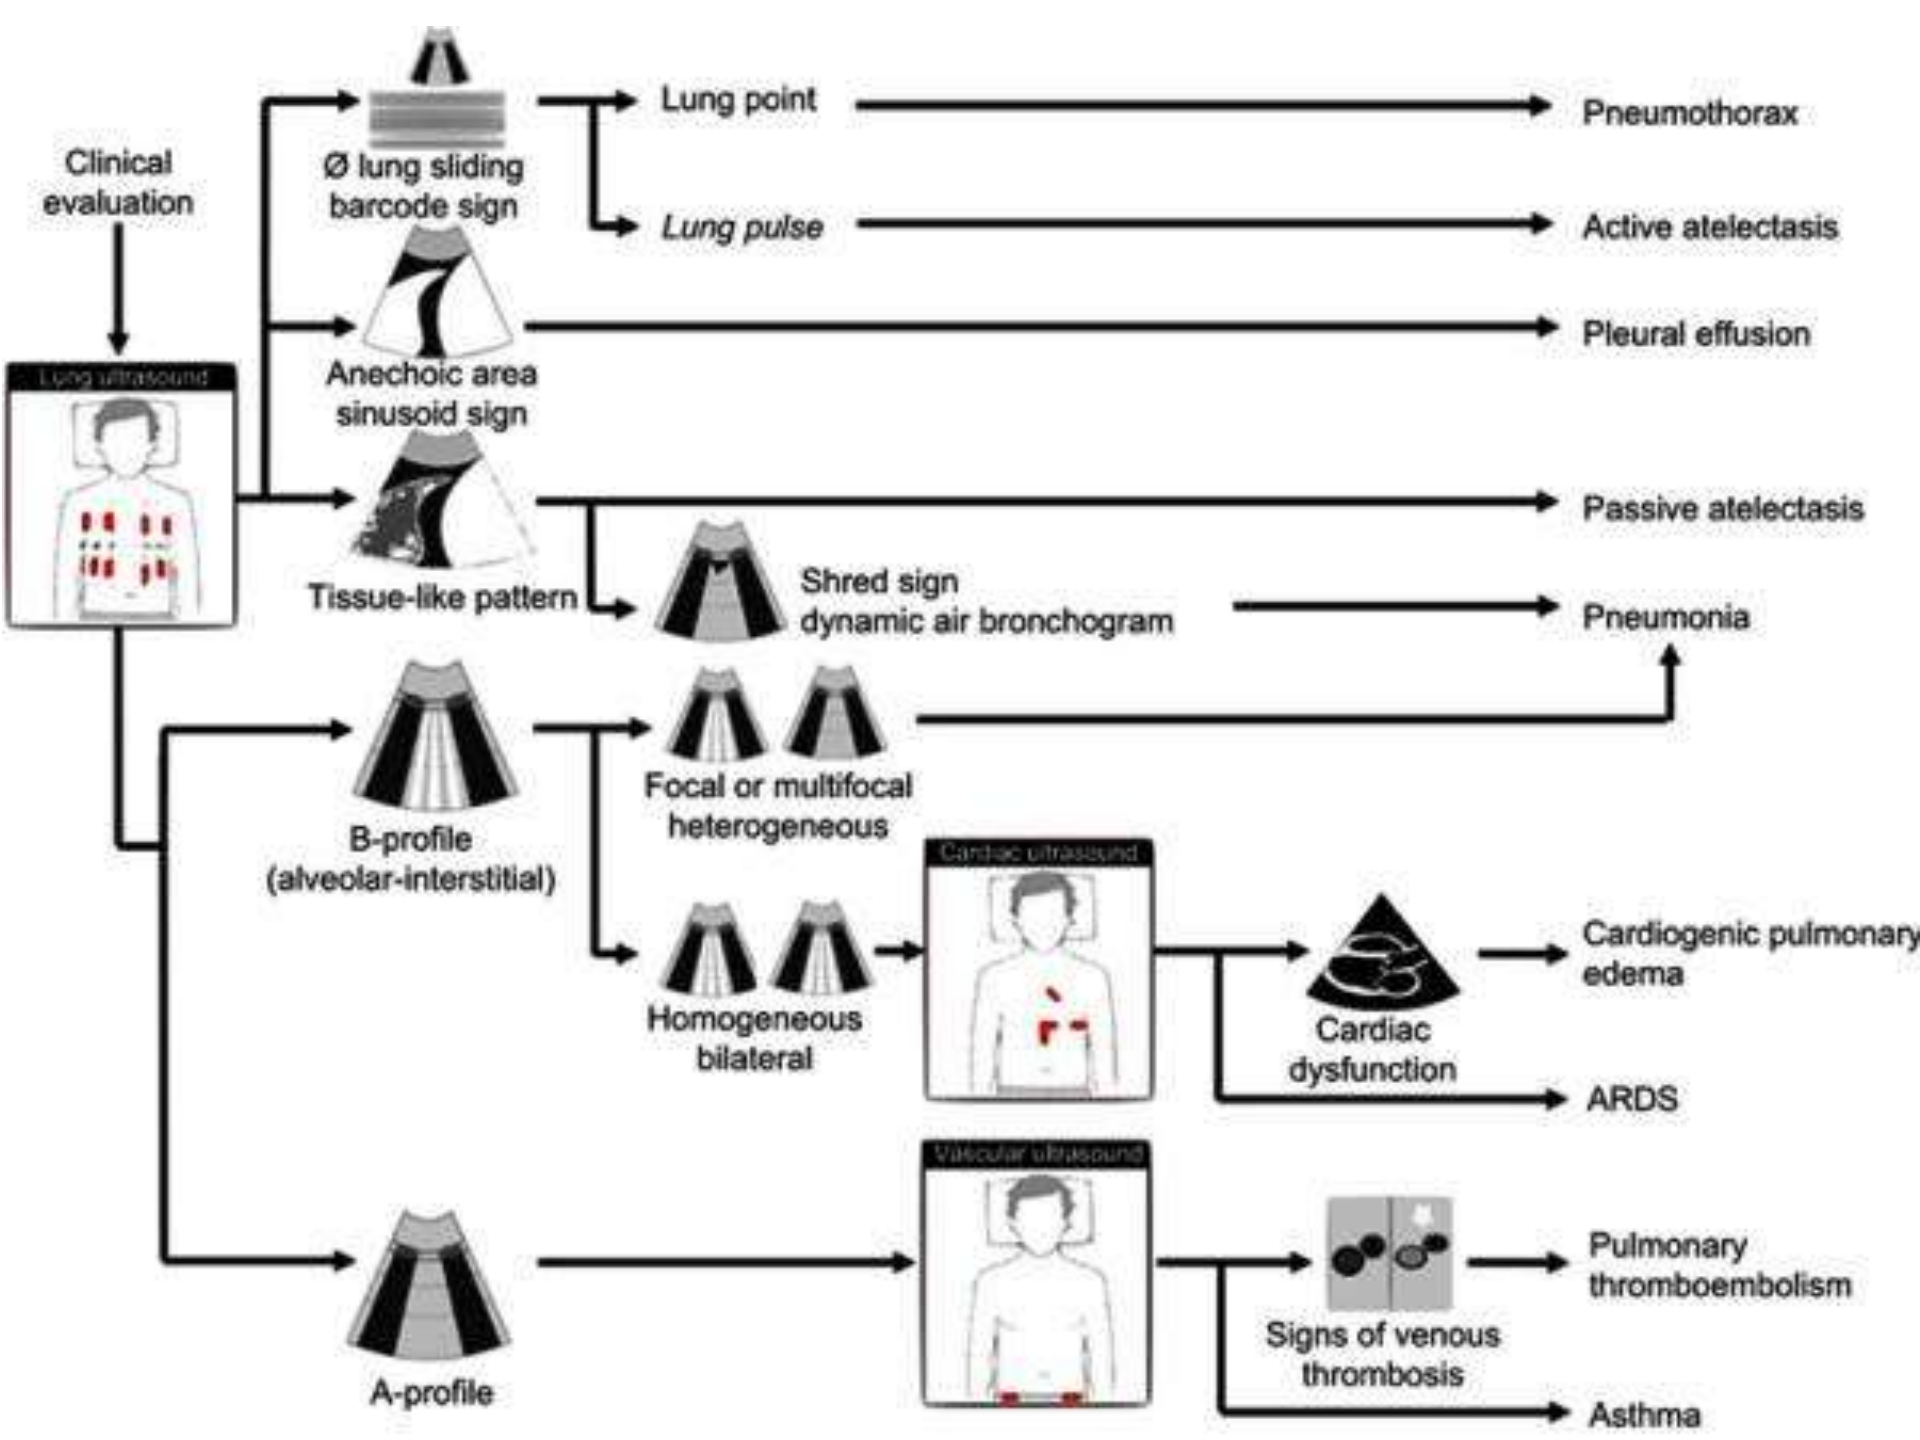 Clinical
evaluation
Lung ultrasound
Ø lung sliding
barcode sign
Lung point
Pneumothorax
Lung pulse
Active atelectasis
Anechoic area
sinusoid sign
Pleural effusion
Tissue-like pattern
Passive atelectasis
Shred sign
dynamic air bronchogram
Pneumonia
B-profile
(alveolar-interstitial)
Focal or multifocal
heterogeneous
Homogeneous
bilateral
Cardiac ultrasound
Cardiac
dysfunction
Cardiogenic pulmonary
edema
ARDS
A-profile
Vascular ultrasound
Signs of venous
thrombosis
Pulmonary
thromboembolism
Asthma